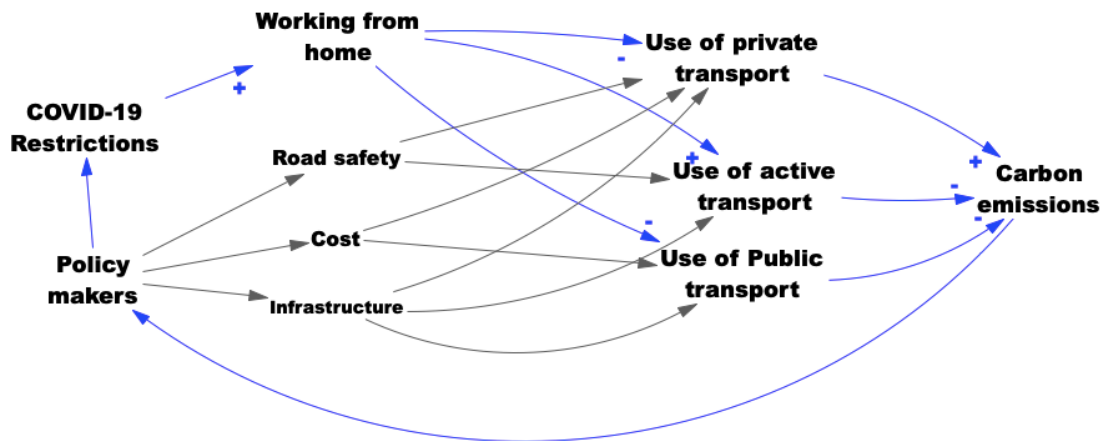 Working from
home
Use of private
transport
-
+
COVID-19
Restrictions
Road safety
+
Use of active
transport
+
-
Carbon
emissions
-
-
Cost
Policy
makers
Use of Public
transport
Infrastructure